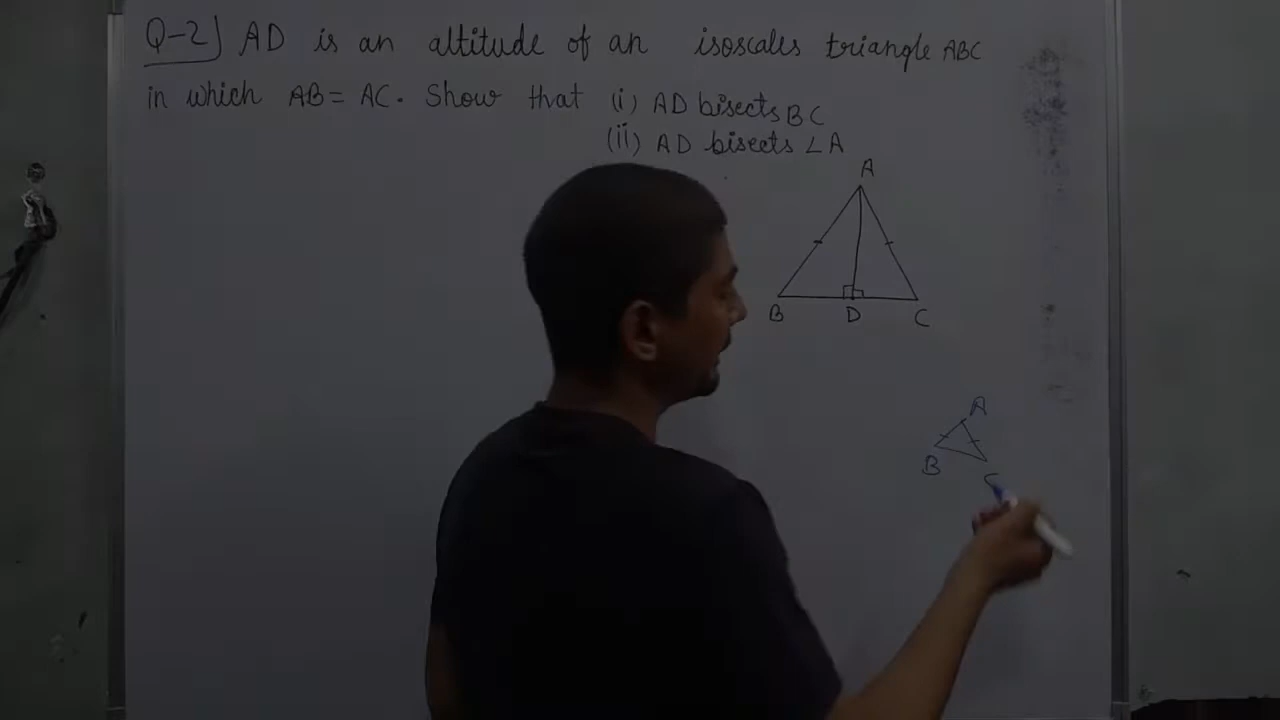 Q-2] AD is an altitude of an isoscales triangle ABC
in which AB = AC. Show that (i) AD bisects BC
(ii) AD bisects ∠A
A
B D C
A
B
C